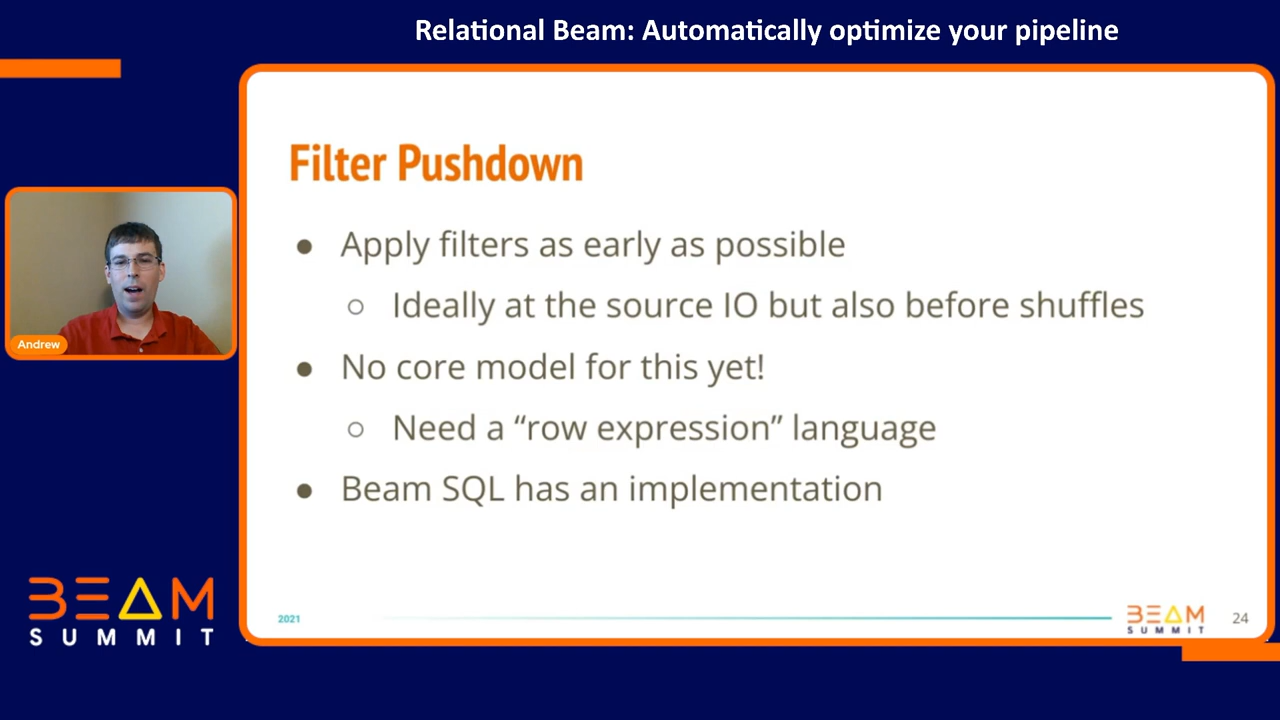 Relational Beam: Automatically optimize your pipeline
Filter Pushdown
● Apply filters as early as possible
○ Ideally at the source IO but also before shuffles
● No core model for this yet!
○ Need a “row expression” language
● Beam SQL has an implementation
Andrew
BEAM
SUMMIT
2021
BEAM
SUMMIT
24